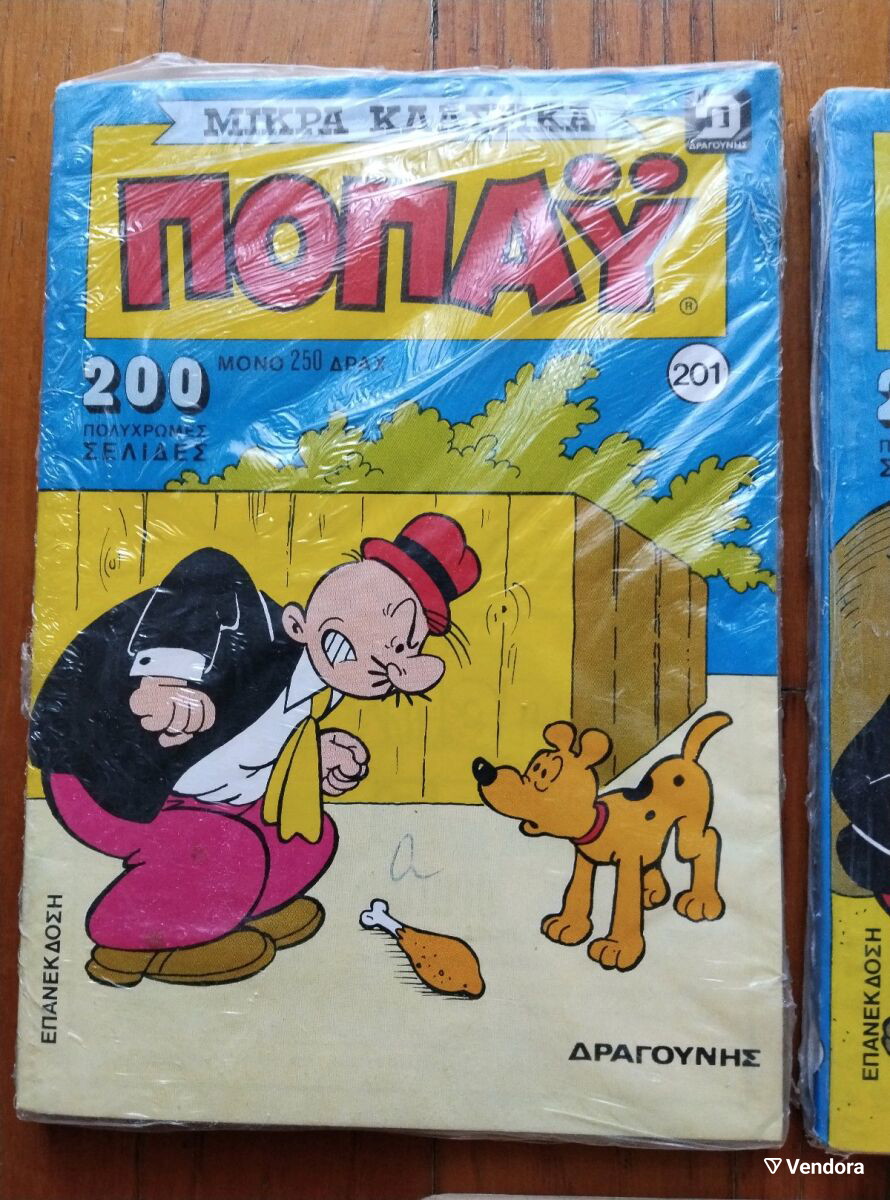 ΜΙΚΡΑ ΚΛΑΣΣΙΚΑ
ΔΡΑΓΟΥΝΗΣ
ΠΟΠΑΫ
®
200
ΠΟΛΥΧΡΩΜΕΣ
ΣΕΛΙΔΕΣ
ΜΟΝΟ 250 ΔΡΑΧ
201
ΕΠΑΝΕΚΔΟΣΗ
ΔΡΑΓΟΥΝΗΣ
ΕΠΑΝΕΚΔΟΣΗ
Vendora